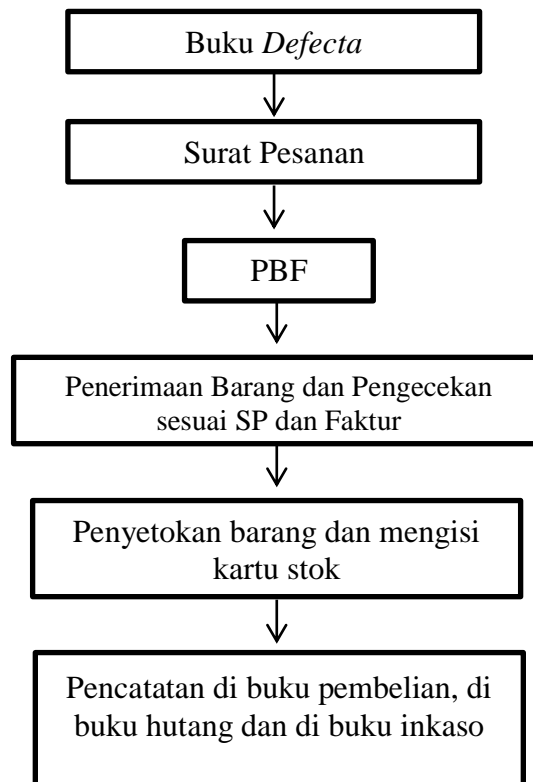 Buku Defecta
Surat Pesanan
PBF
Penerimaan Barang dan Pengecekan
sesuai SP dan Faktur
Penyetokan barang dan mengisi
kartu stok
Pencatatan di buku pembelian, di
buku hutang dan di buku inkaso